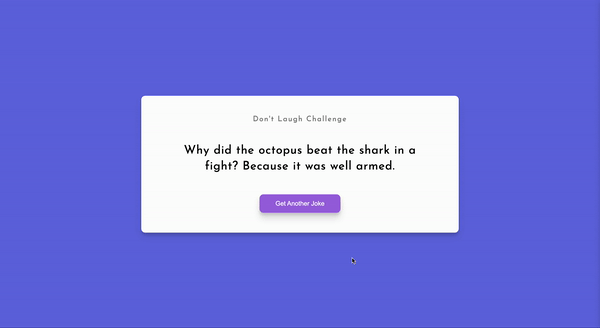 Don't Laugh Challenge
Why did the octopus beat the shark in a
fight? Because it was well armed.
Get Another Joke